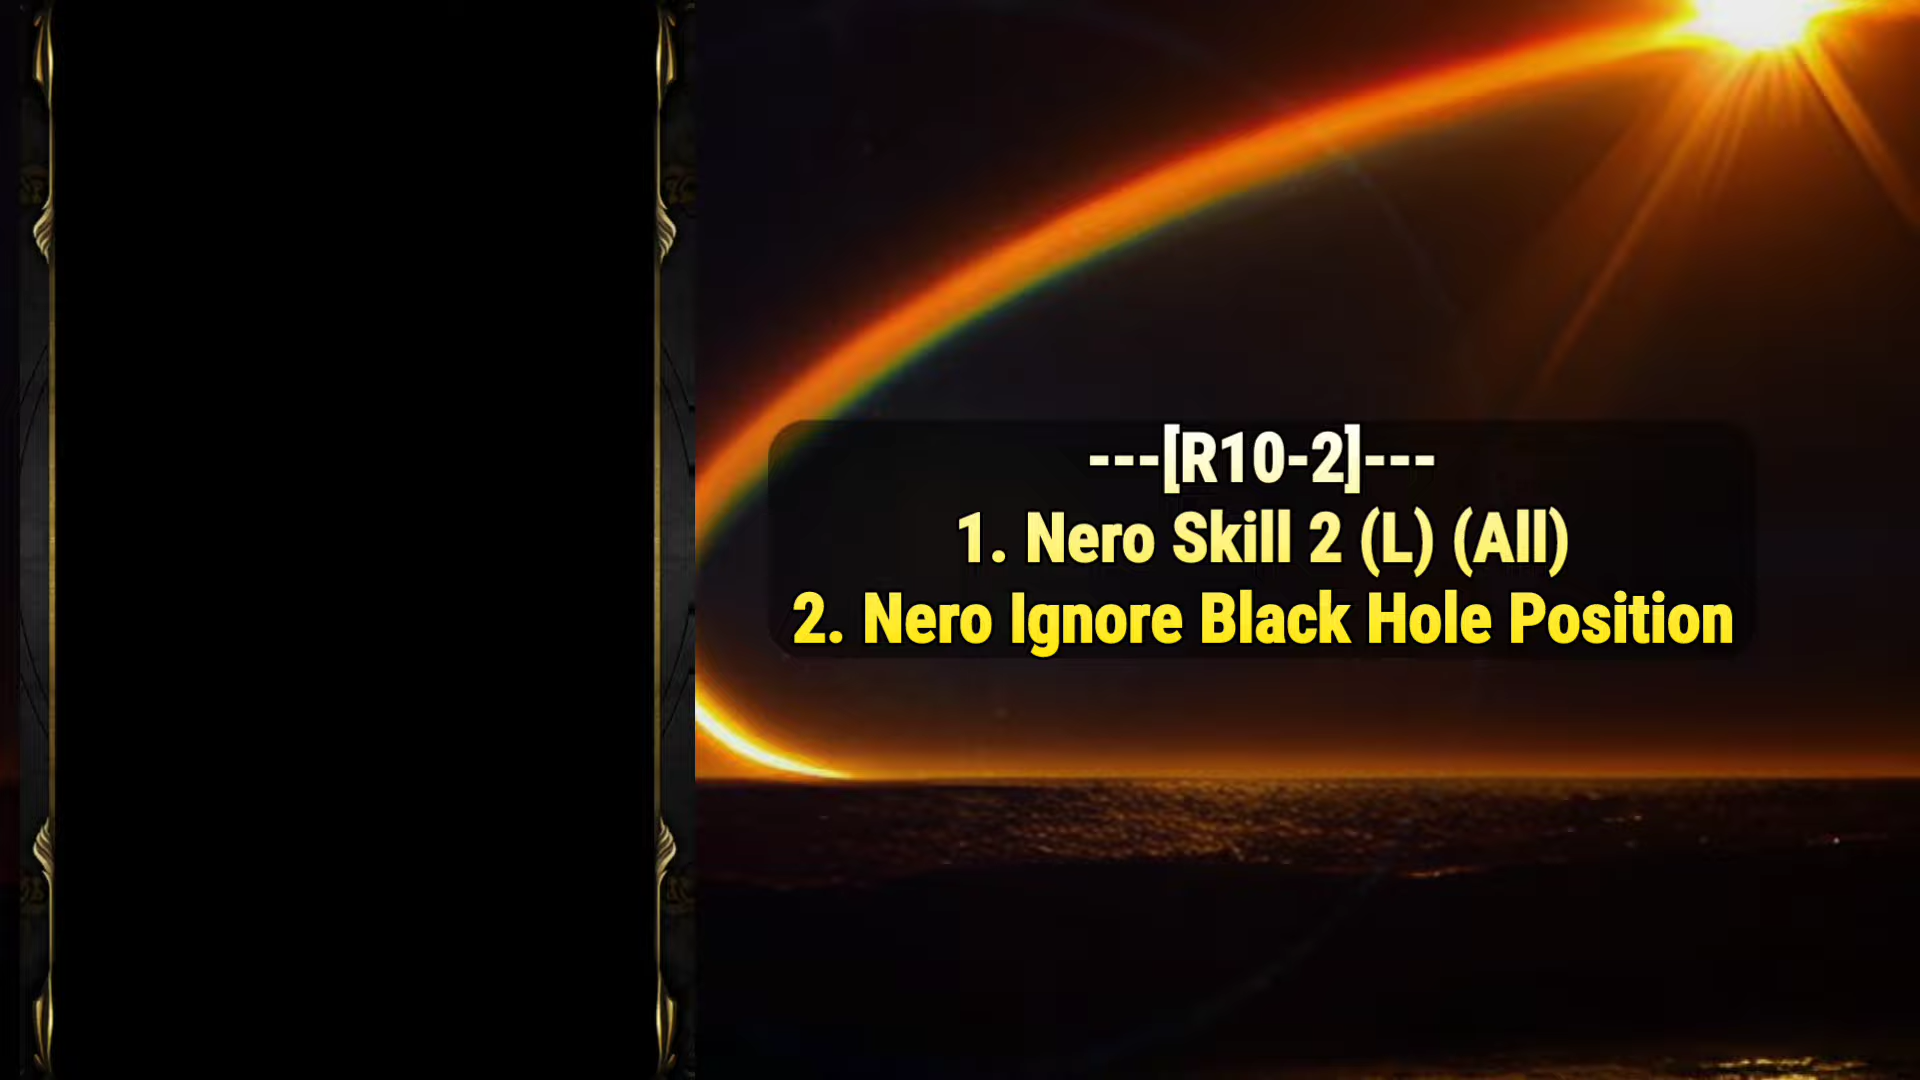 ---[R10-2]---
1. Nero Skill 2 (L) (All)
2. Nero Ignore Black Hole Position